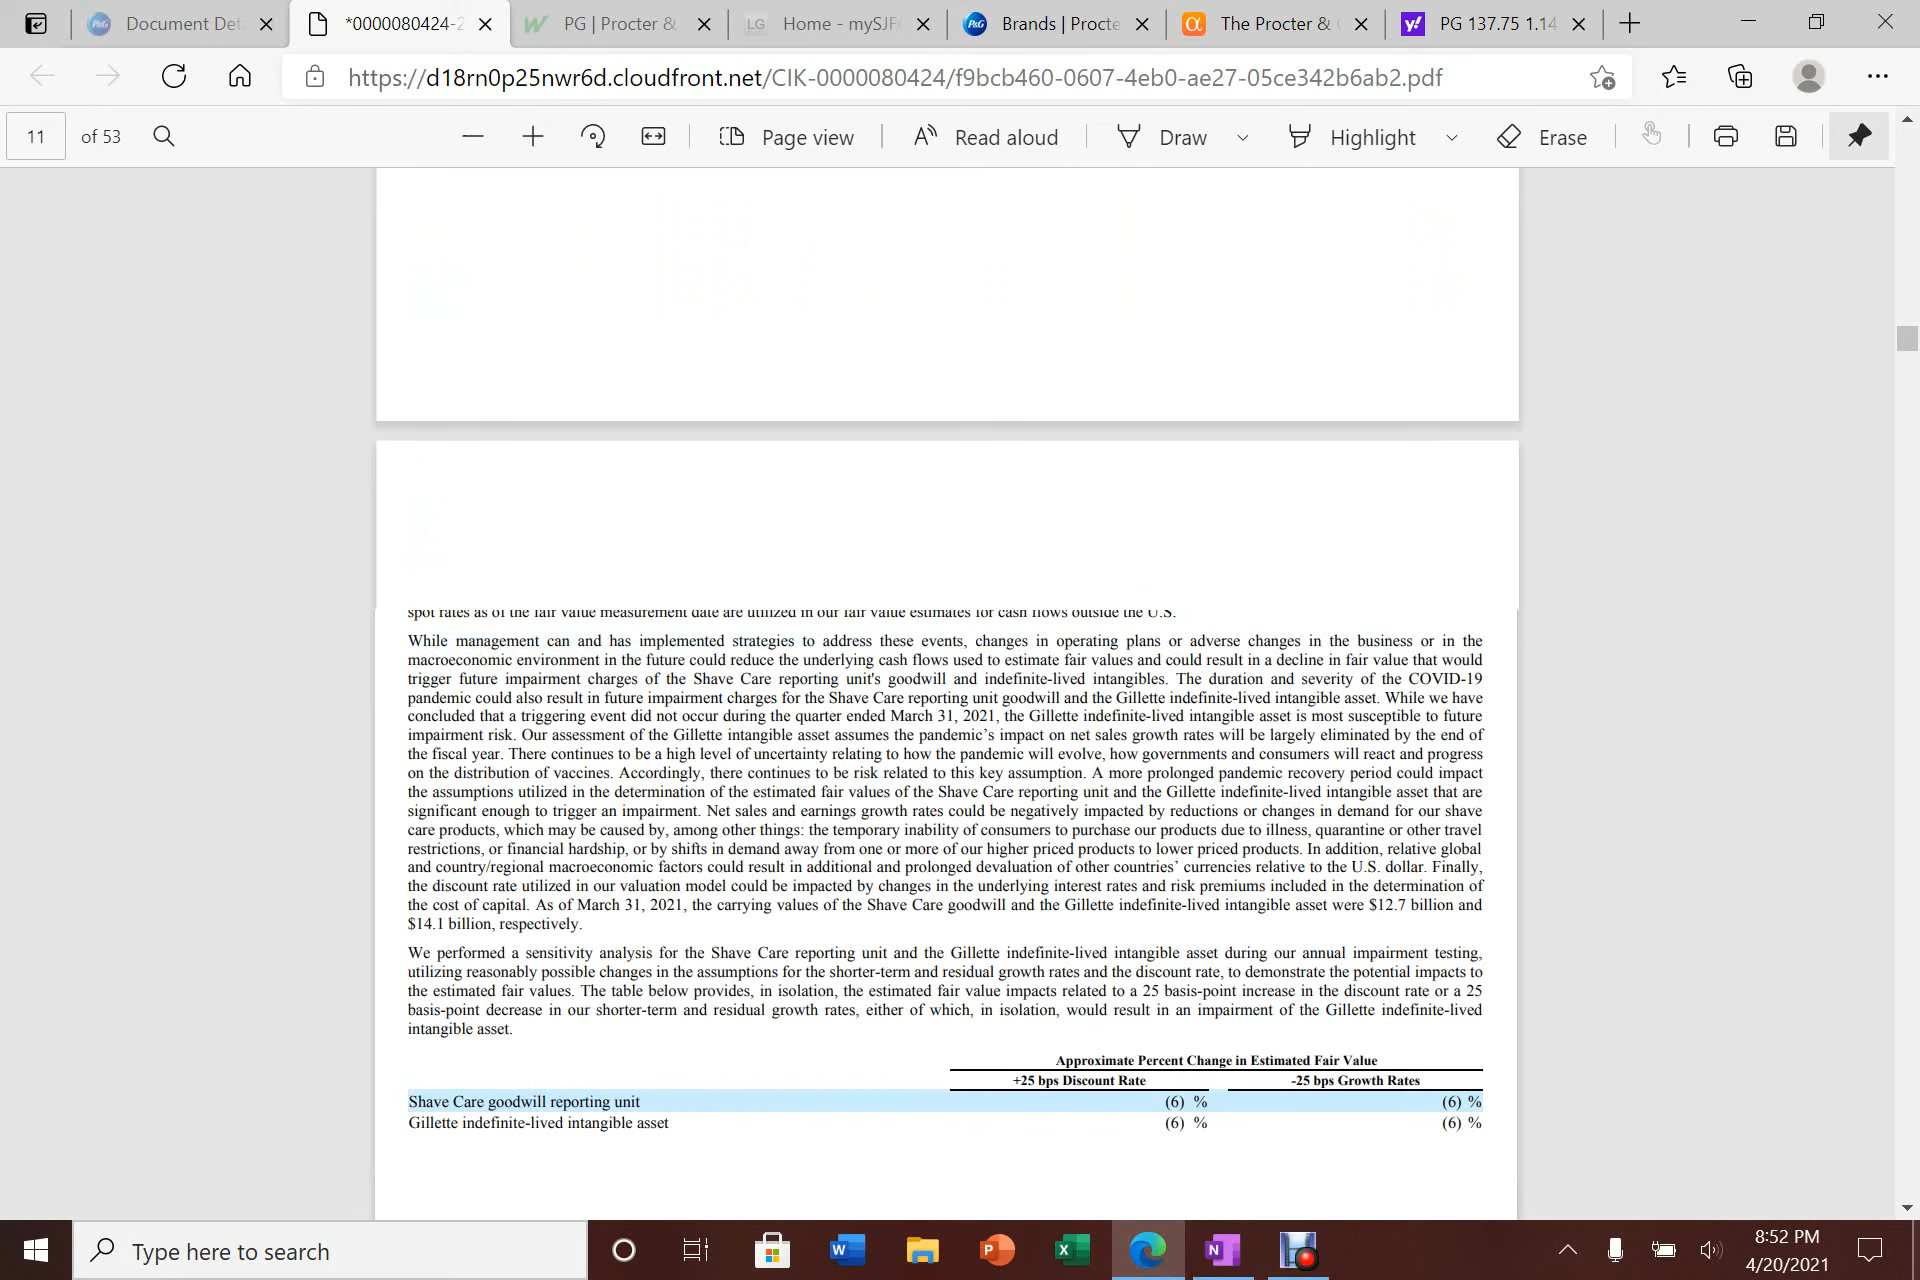 Document Det
*0000080424-2
PG | Procter &
LG
Home - mySJF
P&G
Brands | Procte
The Procter &
y!
PG 137.75 1.14
https://d18rn0p25nwr6d.cloudfront.net/CIK-0000080424/f9bcb460-0607-4eb0-ae27-05ce342b6ab2.pdf
11 of 53
Page view
Read aloud
Draw
Highlight
Erase
spot rates as of the fair value measurement date are utilized in our fair value estimates for cash flows outside the U.S.
While management can and has implemented strategies to address these events, changes in operating plans or adverse changes in the business or in the
macroeconomic environment in the future could reduce the underlying cash flows used to estimate fair values and could result in a decline in fair value that would
trigger future impairment charges of the Shave Care reporting unit's goodwill and indefinite-lived intangibles. The duration and severity of the COVID-19
pandemic could also result in future impairment charges for the Shave Care reporting unit goodwill and the Gillette indefinite-lived intangible asset. While we have
concluded that a triggering event did not occur during the quarter ended March 31, 2021, the Gillette indefinite-lived intangible asset is most susceptible to future
impairment risk. Our assessment of the Gillette intangible asset assumes the pandemic’s impact on net sales growth rates will be largely eliminated by the end of
the fiscal year. There continues to be a high level of uncertainty relating to how the pandemic will evolve, how governments and consumers will react and progress
on the distribution of vaccines. Accordingly, there continues to be risk related to this key assumption. A more prolonged pandemic recovery period could impact
the assumptions utilized in the determination of the estimated fair values of the Shave Care reporting unit and the Gillette indefinite-lived intangible asset that are
significant enough to trigger an impairment. Net sales and earnings growth rates could be negatively impacted by reductions or changes in demand for our shave
care products, which may be caused by, among other things: the temporary inability of consumers to purchase our products due to illness, quarantine or other travel
restrictions, or financial hardship, or by shifts in demand away from one or more of our higher priced products to lower priced products. In addition, relative global
and country/regional macroeconomic factors could result in additional and prolonged devaluation of other countries’ currencies relative to the U.S. dollar. Finally,
the discount rate utilized in our valuation model could be impacted by changes in the underlying interest rates and risk premiums included in the determination of
the cost of capital. As of March 31, 2021, the carrying values of the Shave Care goodwill and the Gillette indefinite-lived intangible asset were $12.7 billion and
$14.1 billion, respectively.
We performed a sensitivity analysis for the Shave Care reporting unit and the Gillette indefinite-lived intangible asset during our annual impairment testing,
utilizing reasonably possible changes in the assumptions for the shorter-term and residual growth rates and the discount rate, to demonstrate the potential impacts to
the estimated fair values. The table below provides, in isolation, the estimated fair value impacts related to a 25 basis-point increase in the discount rate or a 25
basis-point decrease in our shorter-term and residual growth rates, either of which, in isolation, would result in an impairment of the Gillette indefinite-lived
intangible asset.
Approximate Percent Change in Estimated Fair Value
+25 bps Discount Rate -25 bps Growth Rates
Shave Care goodwill reporting unit (6) % (6) %
Gillette indefinite-lived intangible asset (6) % (6) %
Type here to search
8:52 PM
4/20/2021